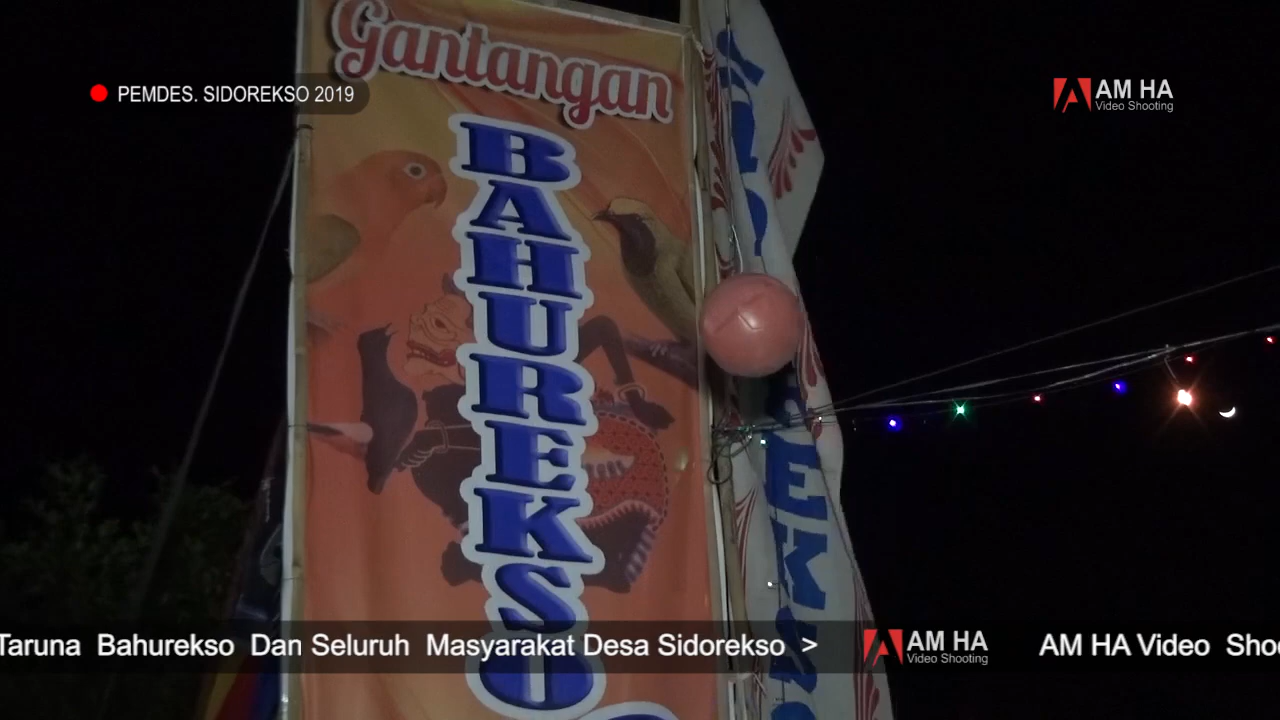 Gantangan
PEMDES. SIDOREKSO 2019
AM HA
Video Shooting
BAHUREKSO
EKSO
Taruna Bahurekso Dan Seluruh Masyarakat Desa Sidorekso >
AM HA
Video Shooting
AM HA Video